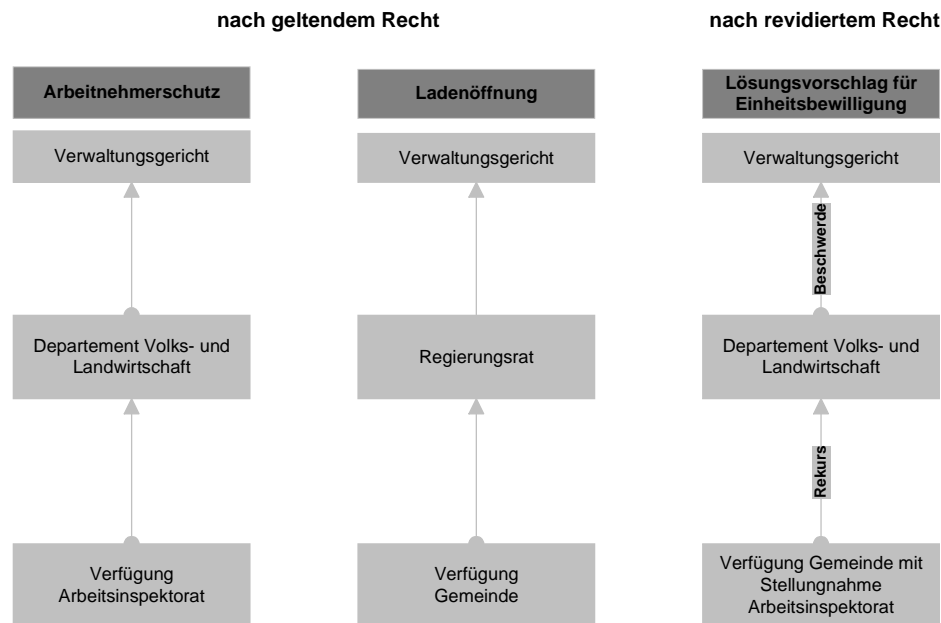 nach geltendem Recht
nach revidiertem Recht
Arbeitnehmerschutz
Ladenöffnung
Lösungsvorschlag für
Einheitsbewilligung
Verwaltungsgericht
Verwaltungsgericht
Verwaltungsgericht
Beschwerde
Departement Volks- und
Landwirtschaft
Regierungsrat
Departement Volks- und
Landwirtschaft
Rekurs
Verfügung
Arbeitsinspektorat
Verfügung
Gemeinde
Verfügung Gemeinde mit
Stellungnahme
Arbeitsinspektorat